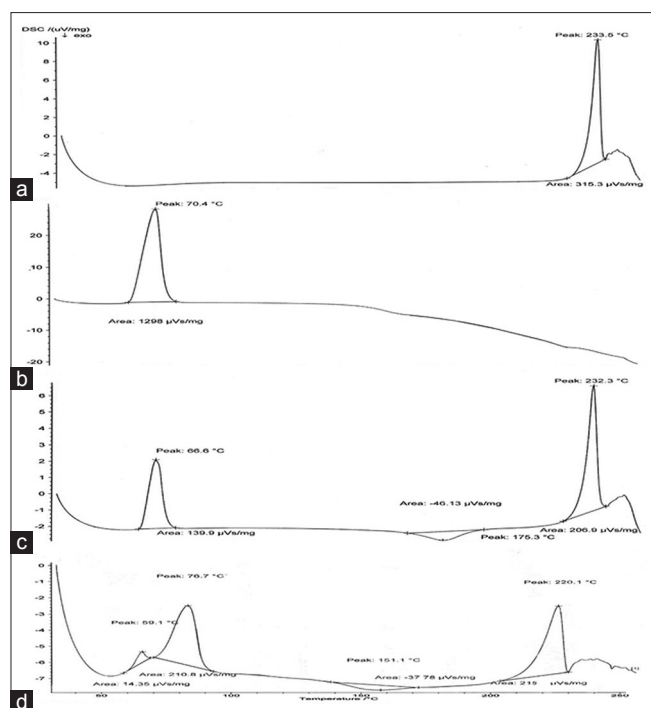 DSC /(uV/mg)
↓ exo
Peak: 233.5 °C
10
8
6
4
2
0
-2
-4
Area: 315.3 µVs/mg
a
Peak: 70.4 °C
20
10
0
-10
-20
Area: 1298 µVs/mg
b
Peak: 232.3 °C
6
5
4
3
2
1
0
-1
-2
Peak: 66.6 °C
Area: -46.13 µVs/mg
Area: 139.9 µVs/mg
Peak: 175.3 °C
Area: 206.9 µVs/mg
c
0
-1
-2
-3
-4
-5
-6
-7
Peak: 76.7 °C
Peak: 220.1 °C
Peak: 59.1 °C
Peak: 151.1 °C
Area: 210.8 µVs/mg
Area: -37.78 µVs/mg
Area: 215 µVs/mg
Area: 14.35 µVs/mg
50 100 150 200 250
Temperature /°C
d